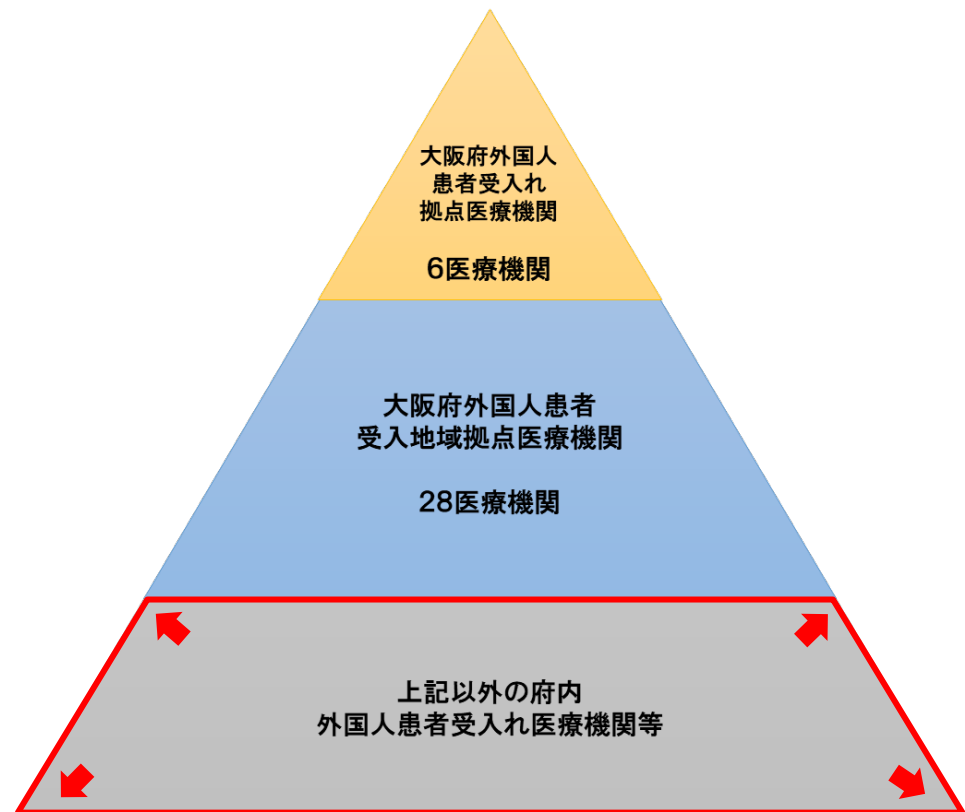 大阪府外国人
患者受入れ
拠点医療機関
6医療機関
大阪府外国人患者
受入地域拠点医療機関
28医療機関
上記以外の府内
外国人患者受入れ医療機関等